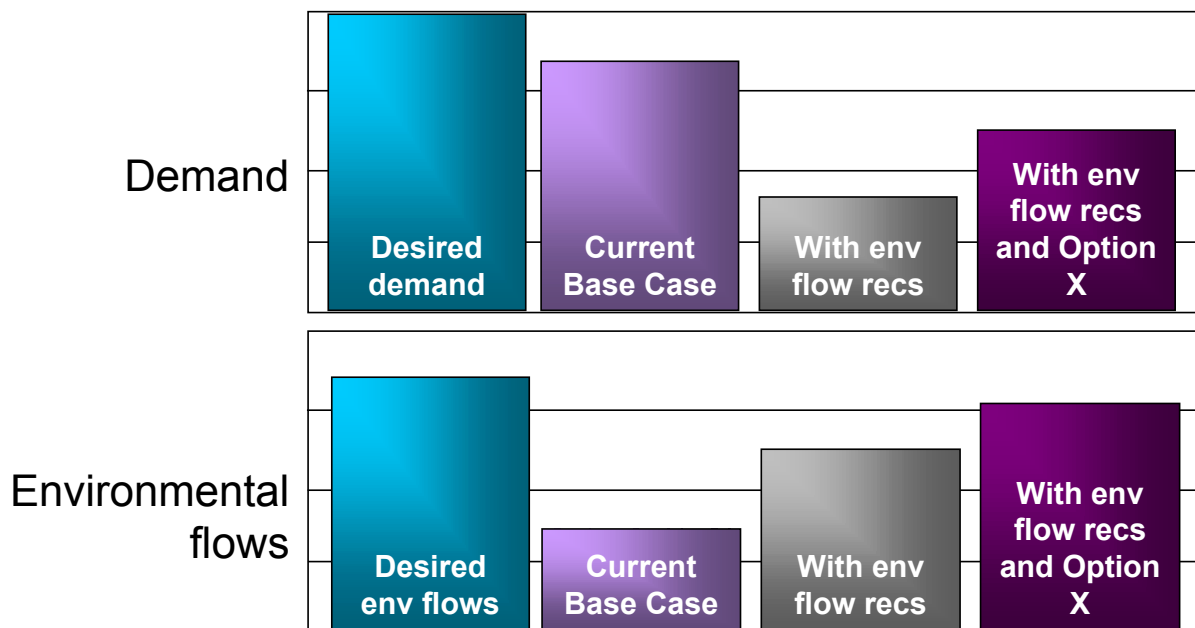 Demand
Desired
demand
Current
Base Case
With env
flow recs
With env
flow recs
and Option
X
Environmental
flows
Desired
env flows
Current
Base Case
With env
flow recs
With env
flow recs
and Option
X